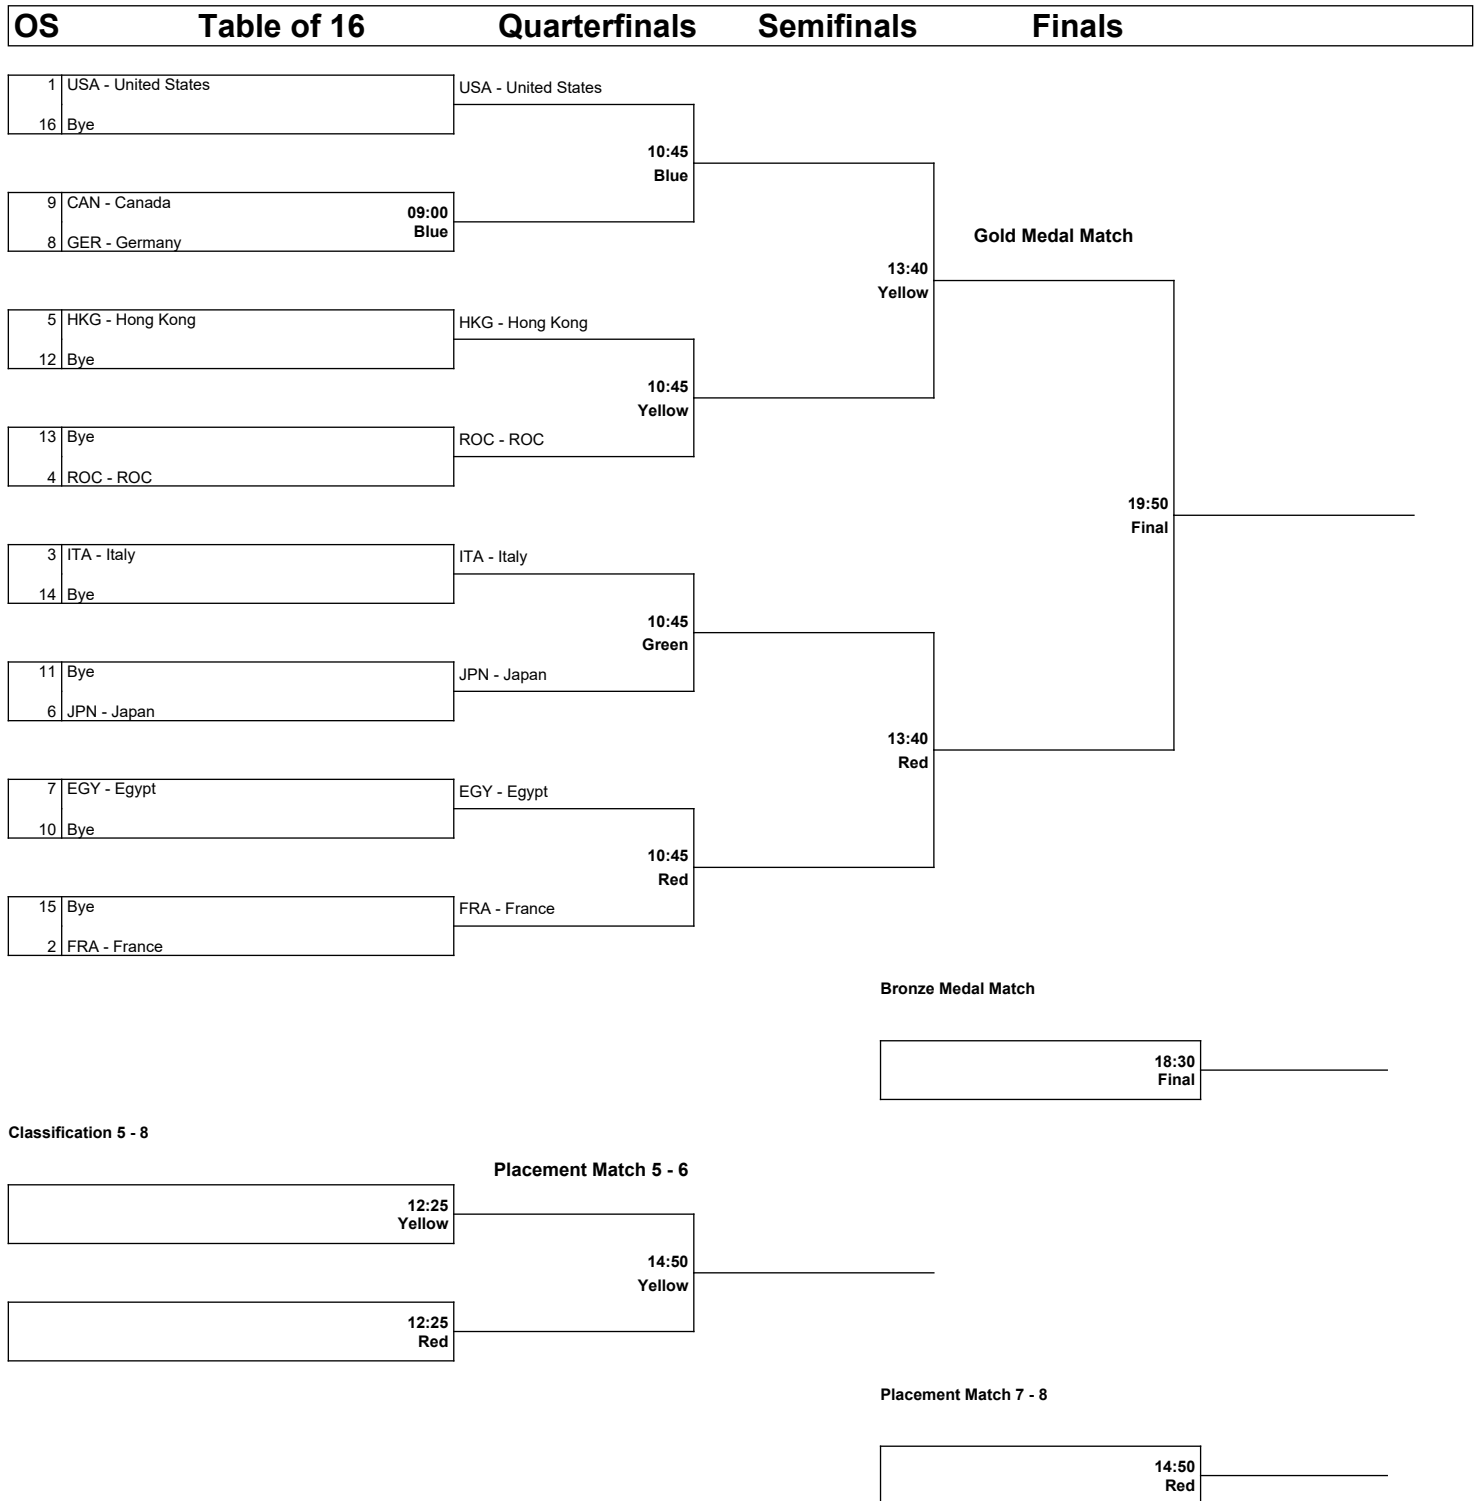 OS Table of 16 Quarterfinals Semifinals Finals
1 USA - United States
USA - United States
16 Bye
10:45
Blue
9 CAN - Canada
09:00
Blue
8 GER - Germany
Gold Medal Match
13:40
Yellow
5 HKG - Hong Kong
HKG - Hong Kong
12 Bye
10:45
Yellow
13 Bye
ROC - ROC
4 ROC - ROC
19:50
Final
3 ITA - Italy
ITA - Italy
14 Bye
10:45
Green
11 Bye
JPN - Japan
6 JPN - Japan
13:40
Red
7 EGY - Egypt
EGY - Egypt
10 Bye
10:45
Red
15 Bye
FRA - France
2 FRA - France
Bronze Medal Match
18:30
Final
Classification 5 - 8
Placement Match 5 - 6
12:25
Yellow
14:50
Yellow
12:25
Red
Placement Match 7 - 8
14:50
Red